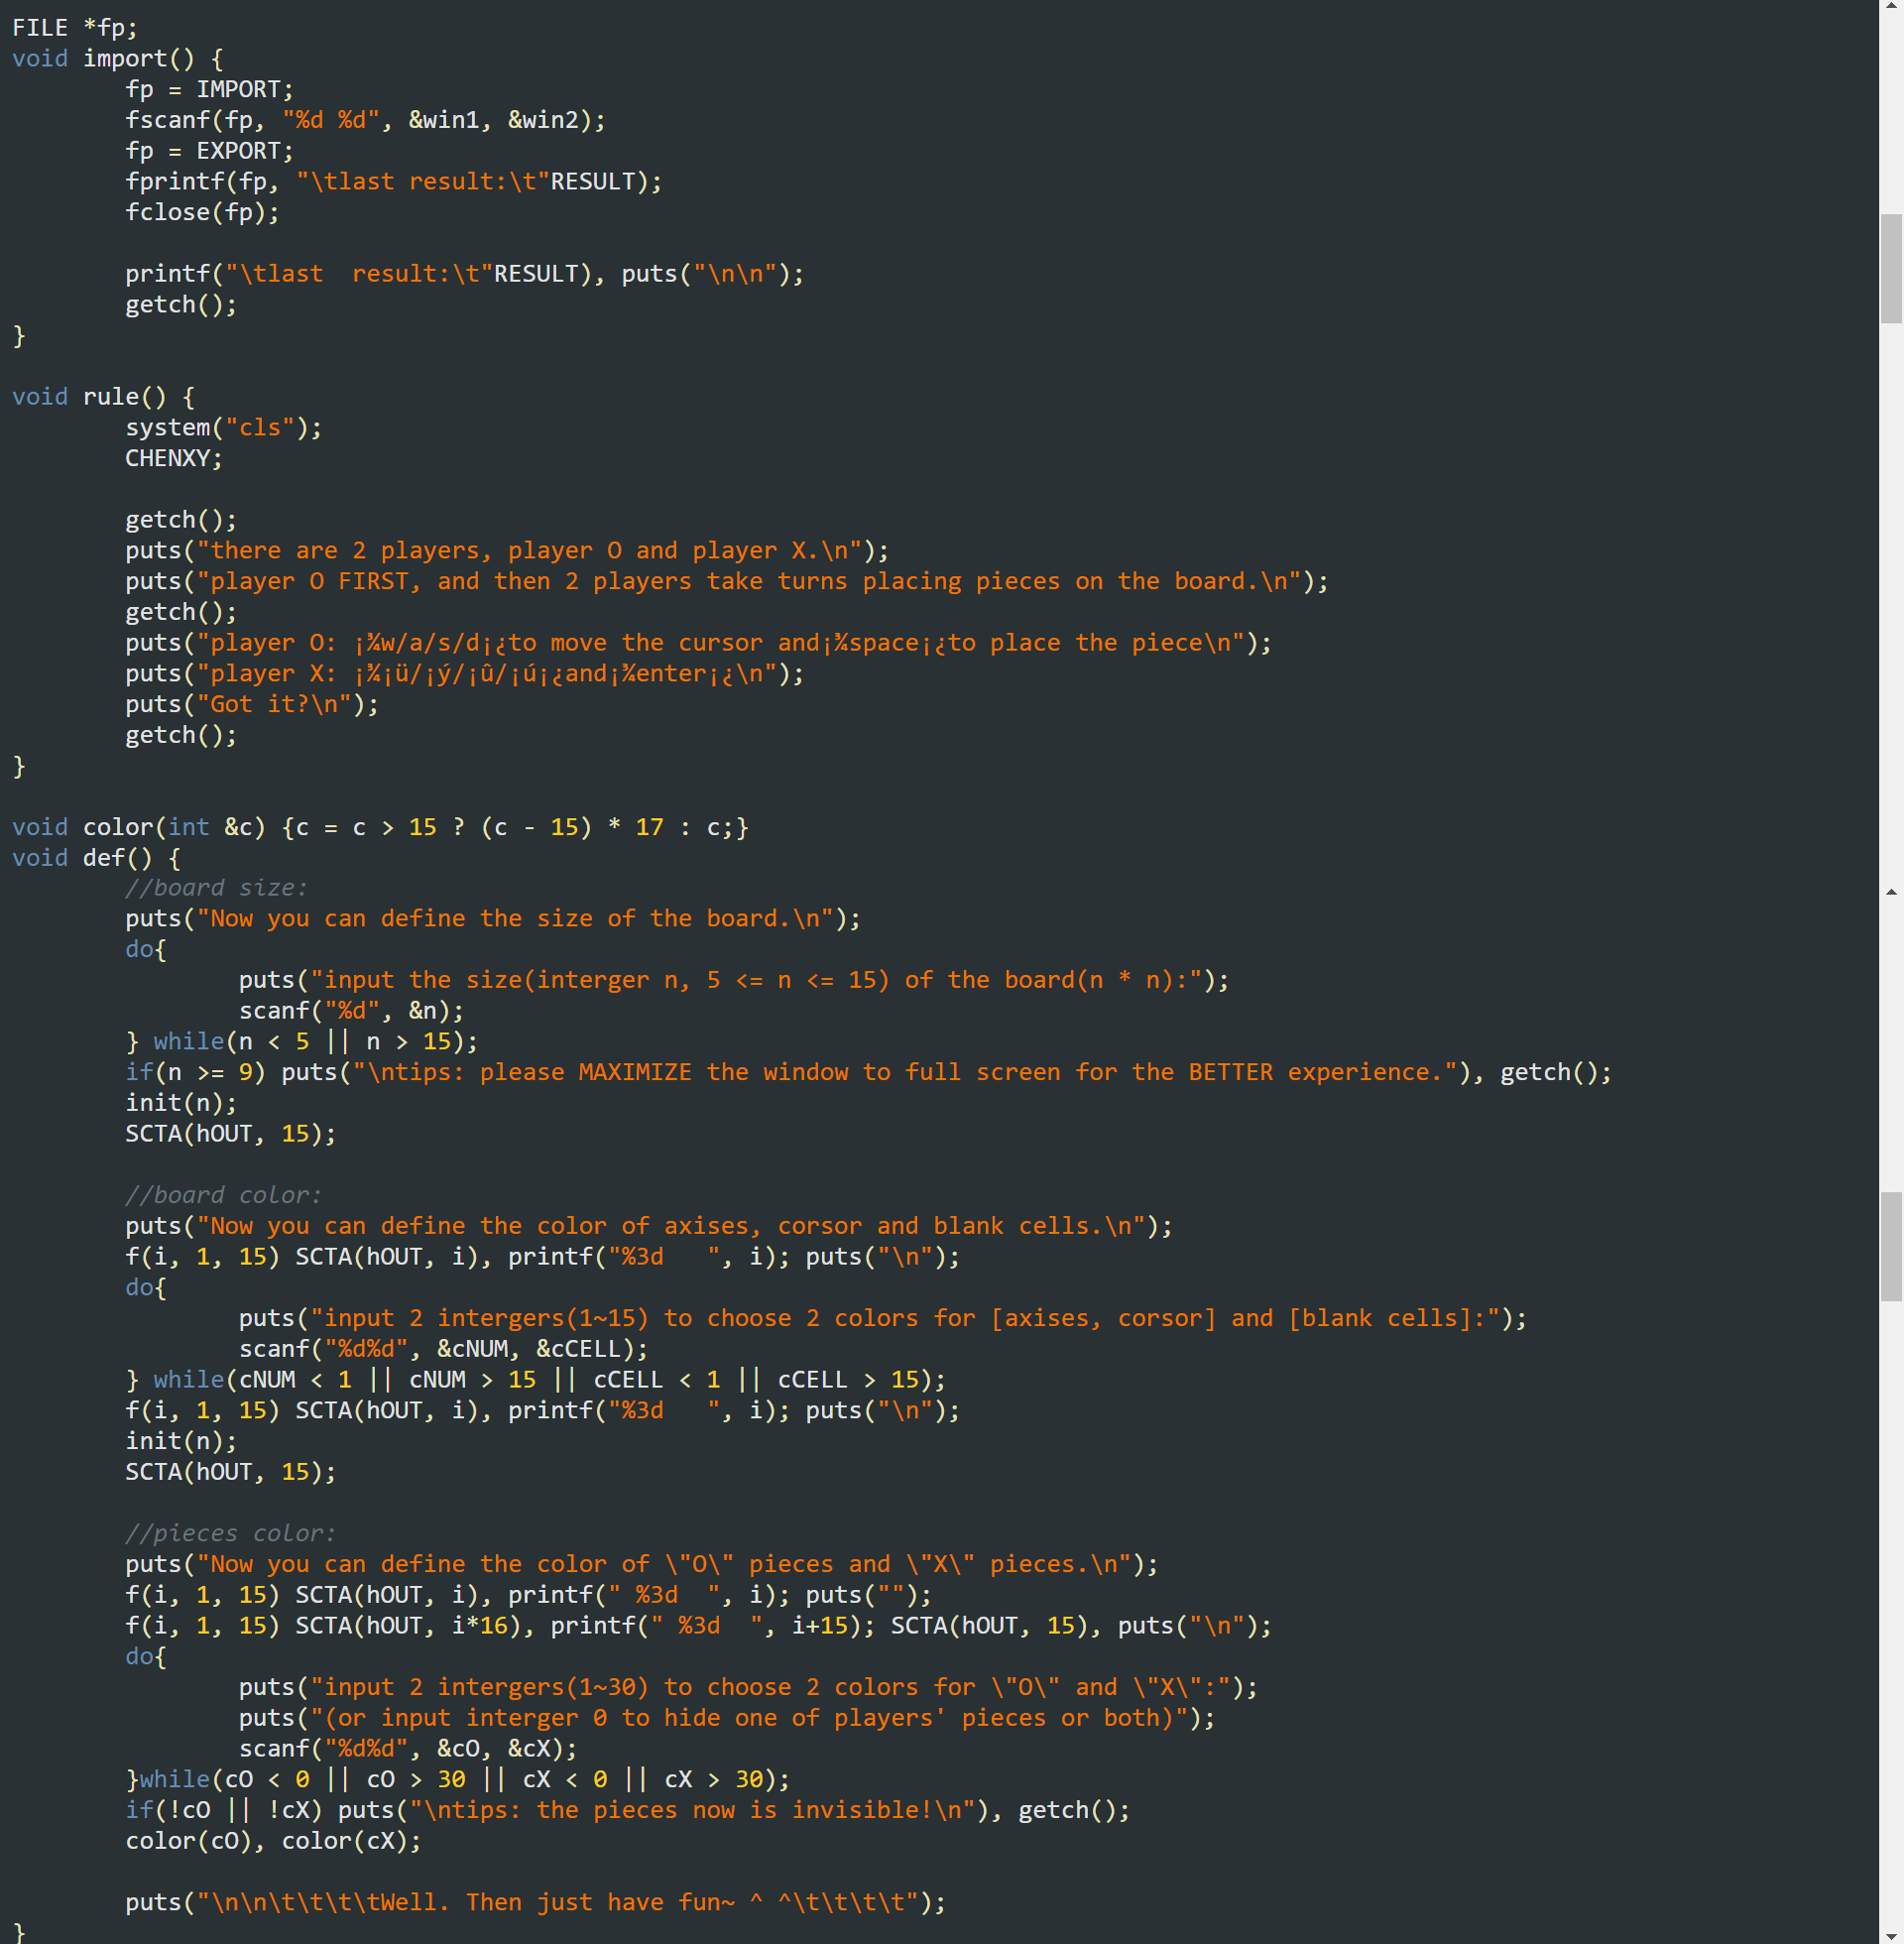 FILE *fp;
void import() {
        fp = IMPORT;
        fscanf(fp, "%d %d", &win1, &win2);
        fp = EXPORT;
        fprintf(fp, "\tlast result:\t"RESULT);
        fclose(fp);

        printf("\tlast  result:\t"RESULT), puts("\n\n");
        getch();
}

void rule() {
        system("cls");
        CHENXY;

        getch();
        puts("there are 2 players, player O and player X.\n");
        puts("player O FIRST, and then 2 players take turns placing pieces on the board.\n");
        getch();
        puts("player O: ¡¾w/a/s/d¡¿to move the cursor and¡¾space¡¿to place the piece\n");
        puts("player X: ¡¾¡ü/¡ý/¡û/¡ú¡¿and¡¾enter¡¿\n");
        puts("Got it?\n");
        getch();
}

void color(int &c) {c = c > 15 ? (c - 15) * 17 : c;}
void def() {
        //board size:
        puts("Now you can define the size of the board.\n");
        do{
                puts("input the size(interger n, 5 <= n <= 15) of the board(n * n):");
                scanf("%d", &n);
        } while(n < 5 || n > 15);
        if(n >= 9) puts("\ntips: please MAXIMIZE the window to full screen for the BETTER experience."), getch();
        init(n);
        SCTA(hOUT, 15);

        //board color:
        puts("Now you can define the color of axises, corsor and blank cells.\n");
        f(i, 1, 15) SCTA(hOUT, i), printf("%3d   ", i); puts("\n");
        do{
                puts("input 2 intergers(1~15) to choose 2 colors for [axises, corsor] and [blank cells]:");
                scanf("%d%d", &cNUM, &cCELL);
        } while(cNUM < 1 || cNUM > 15 || cCELL < 1 || cCELL > 15);
        f(i, 1, 15) SCTA(hOUT, i), printf("%3d   ", i); puts("\n");
        init(n);
        SCTA(hOUT, 15);

        //pieces color:
        puts("Now you can define the color of \"O\" pieces and \"X\" pieces.\n");
        f(i, 1, 15) SCTA(hOUT, i), printf(" %3d  ", i); puts("");
        f(i, 1, 15) SCTA(hOUT, i*16), printf(" %3d  ", i+15); SCTA(hOUT, 15), puts("\n");
        do{
                puts("input 2 intergers(1~30) to choose 2 colors for \"O\" and \"X\":");
                puts("(or input interger 0 to hide one of players' pieces or both)");
                scanf("%d%d", &cO, &cX);
        }while(cO < 0 || cO > 30 || cX < 0 || cX > 30);
        if(!cO || !cX) puts("\ntips: the pieces now is invisible!\n"), getch();
        color(cO), color(cX);

        puts("\n\n\t\t\t\tWell. Then just have fun~ ^ ^\t\t\t\t");
}